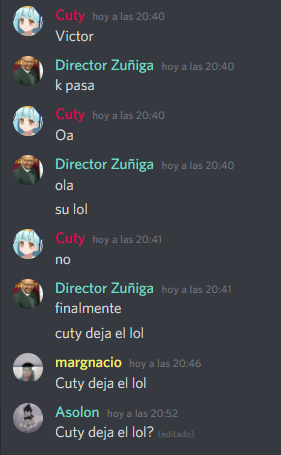 Cuty hoy a las 20:40
Victor
Director Zuñiga hoy a las 20:40
k pasa
Cuty hoy a las 20:40
Oa
Director Zuñiga hoy a las 20:40
ola
su lol
Cuty hoy a las 20:41
no
Director Zuñiga hoy a las 20:41
finalmente
cuty deja el lol
margnacio hoy a las 20:46
Cuty deja el lol
Asolon hoy a las 20:52
Cuty deja el lol? (editado)